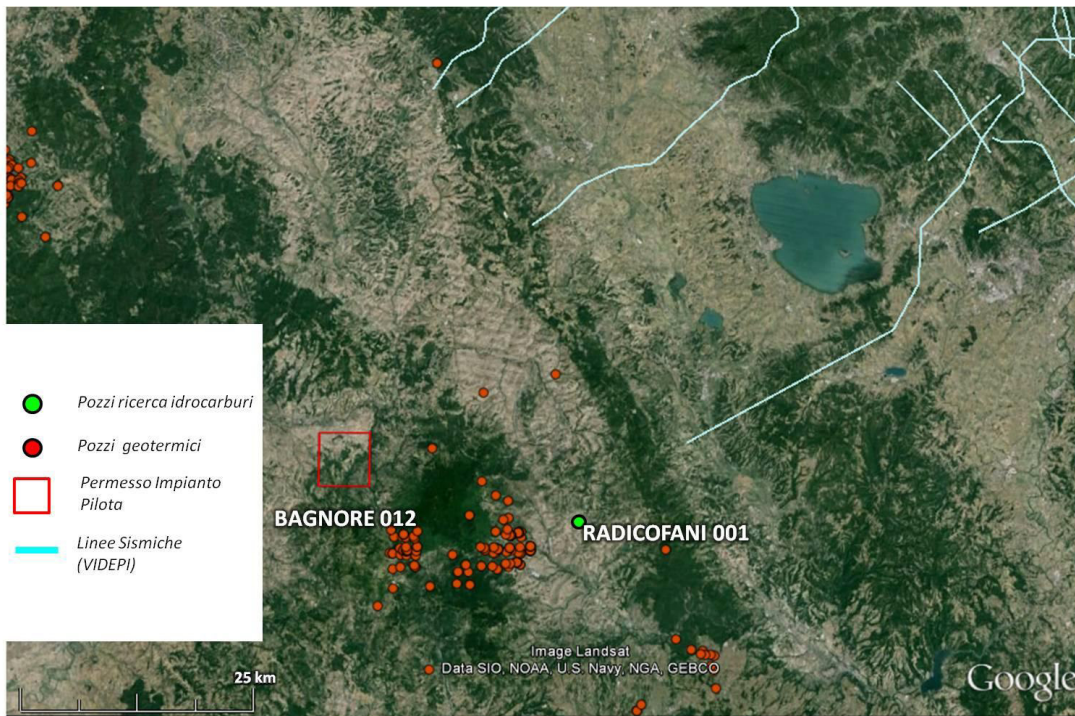 Pozzi ricerca idrocarburi
Pozzi geotermici
Permesso Impianto
Pilota
Linee Sismiche
(VIDEPI)
BAGNORE 012
RADICOFANI 001
Image Landsat
Data SIO, NOAA, U.S. Navy, NGA, GEBCO
25 km
Google